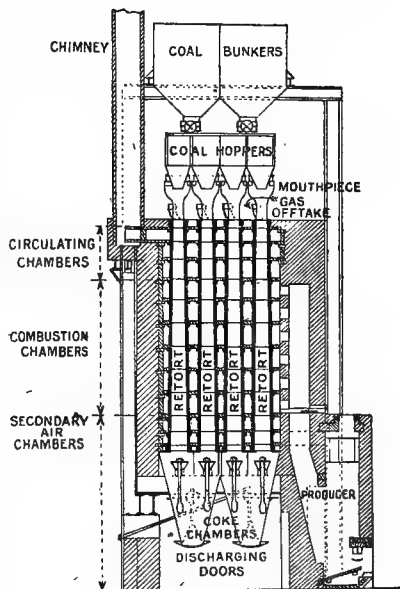 CHIMNEY
COAL BUNKERS
COAL HOPPERS
MOUTHPIECE
GAS
OFFTAKE
CIRCULATING
CHAMBERS
COMBUSTION
CHAMBERS
RETORT
RETORT
RETORT
RETORT
SECONDARY
AIR
CHAMBERS
PRODUCER
COKE
CHAMBERS
DISCHARGING
DOORS